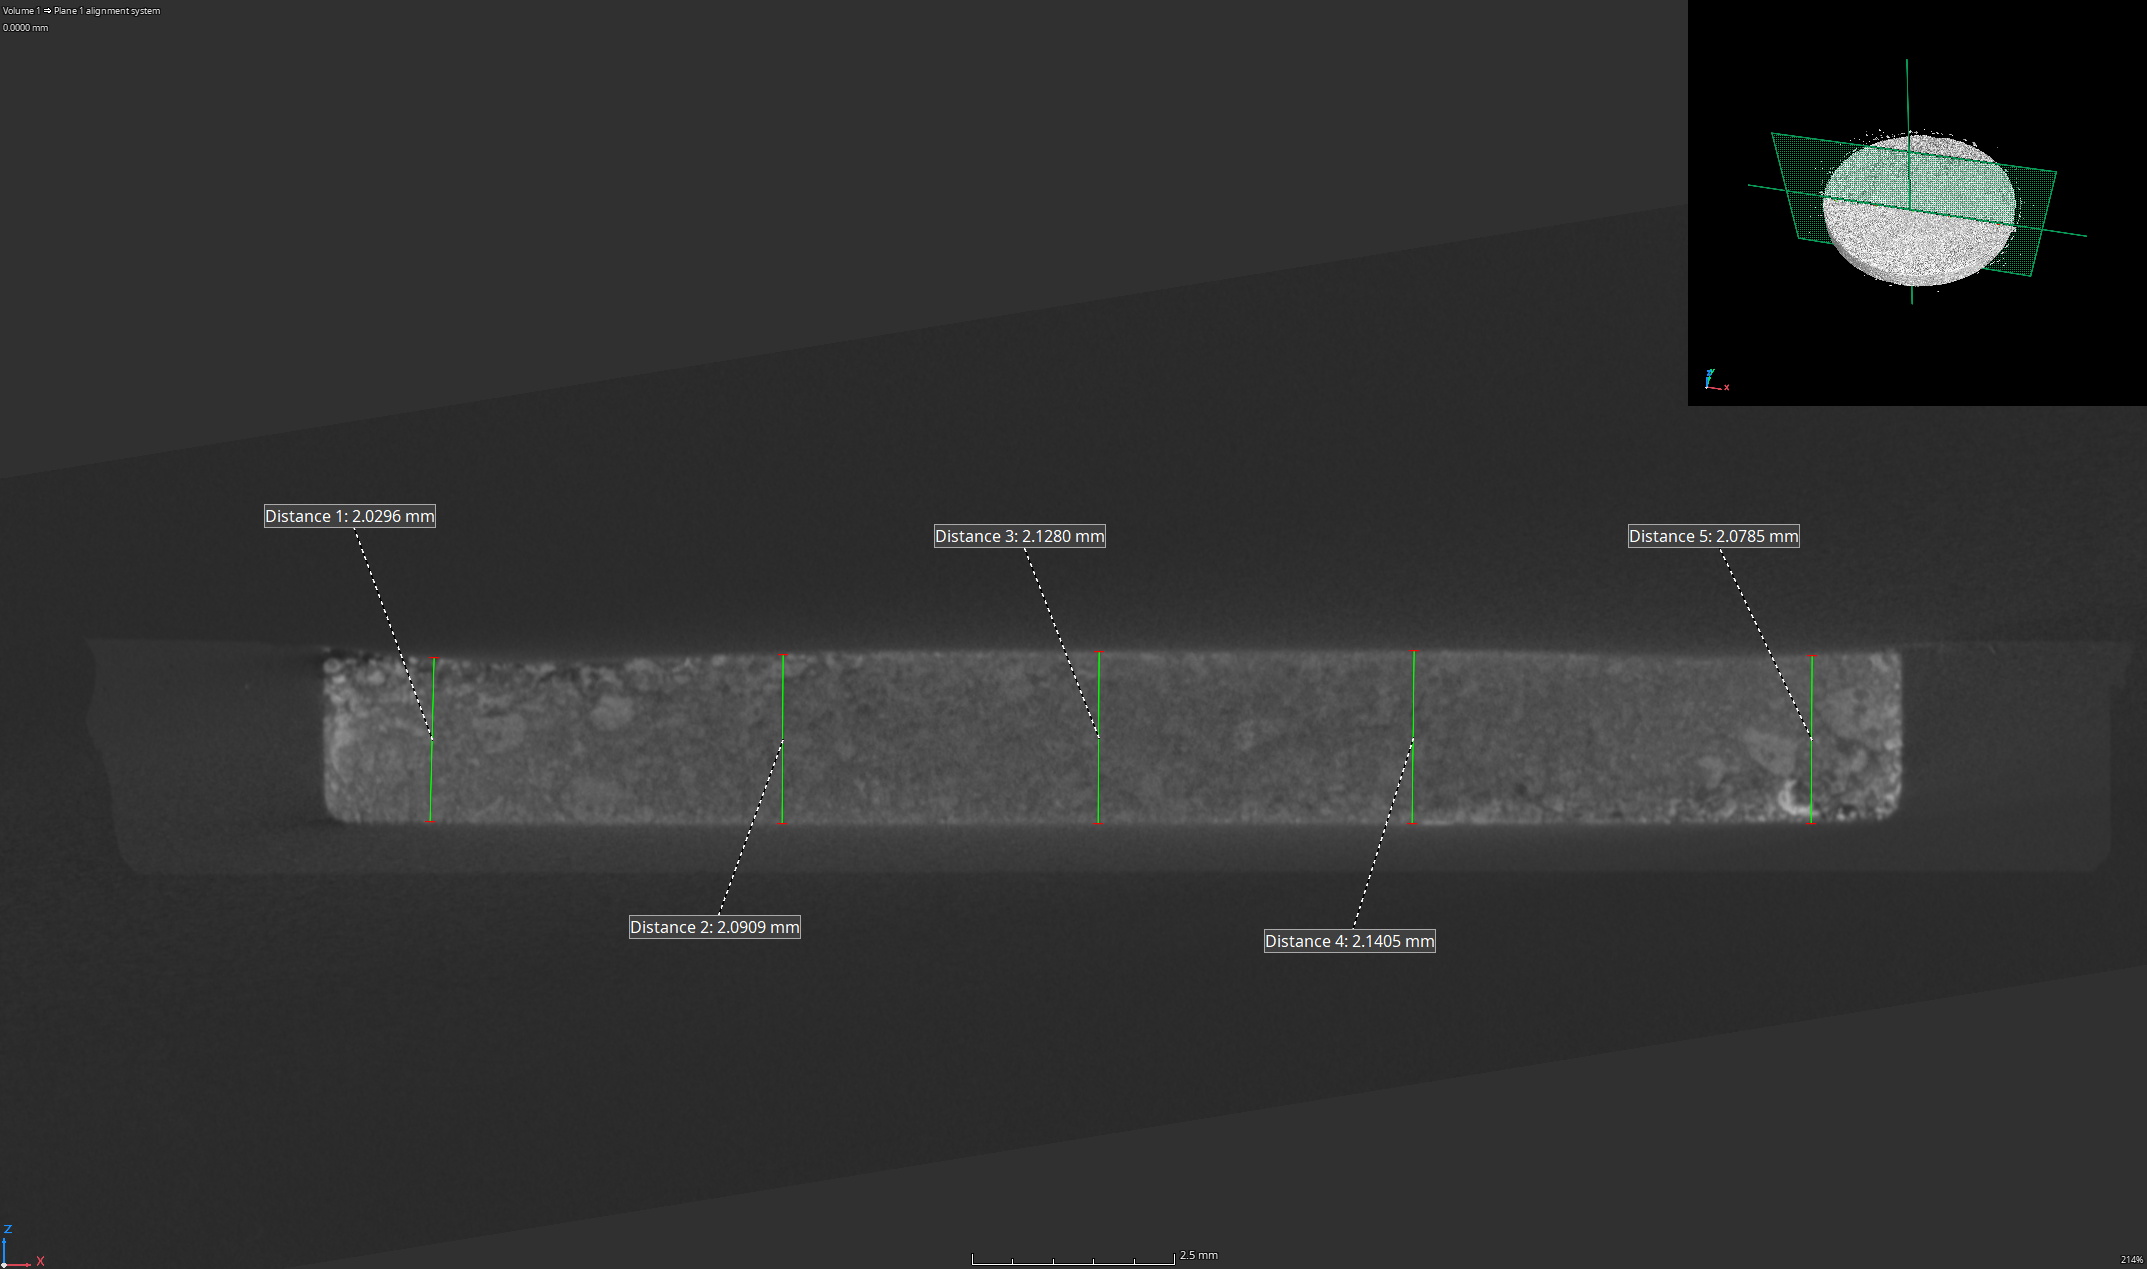 Volume 1 ⇒ Plane 1 alignment system
0.0000 mm
x
Distance 1: 2.0296 mm
Distance 3: 2.1280 mm
Distance 5: 2.0785 mm
Distance 2: 2.0909 mm
Distance 4: 2.1405 mm
Z
X
2.5 mm
214%